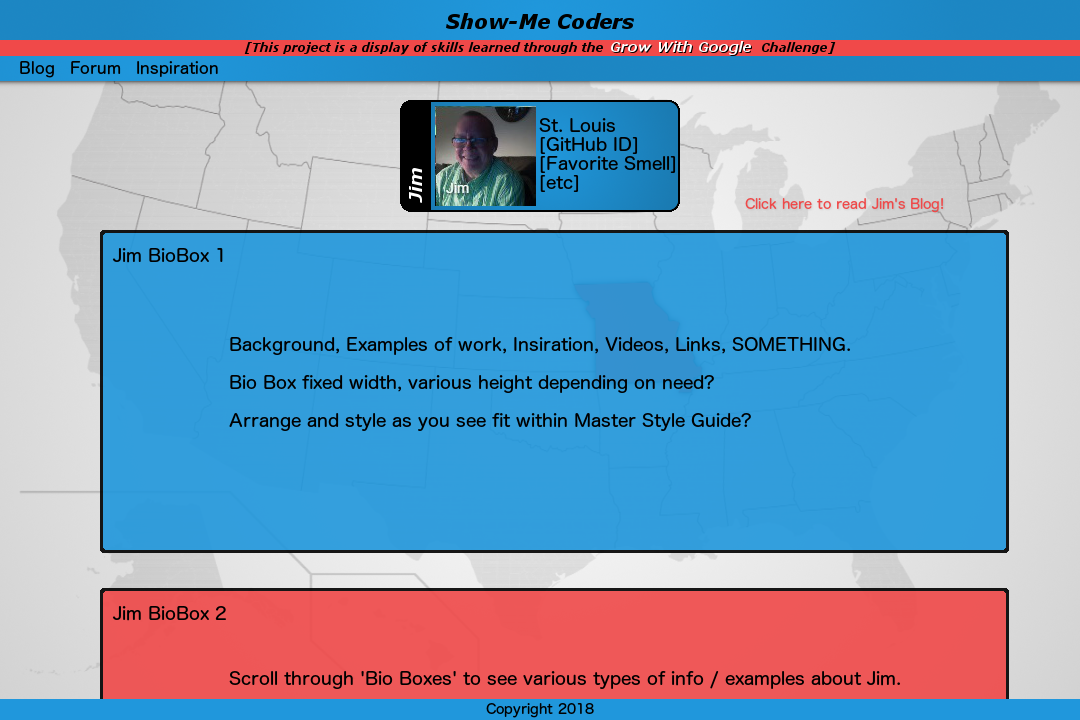 Show-Me Coders
[This project is a display of skills learned through the Grow With Google Challenge]
Blog Forum Inspiration
Jim
Jim
St. Louis
[GitHub ID]
[Favorite Smell]
[etc]
Click here to read Jim's Blog!
Jim BioBox 1
Background, Examples of work, Insiration, Videos, Links, SOMETHING.
Bio Box fixed width, various height depending on need?
Arrange and style as you see fit within Master Style Guide?
Jim BioBox 2
Scroll through 'Bio Boxes' to see various types of info / examples about Jim.
Copyright 2018